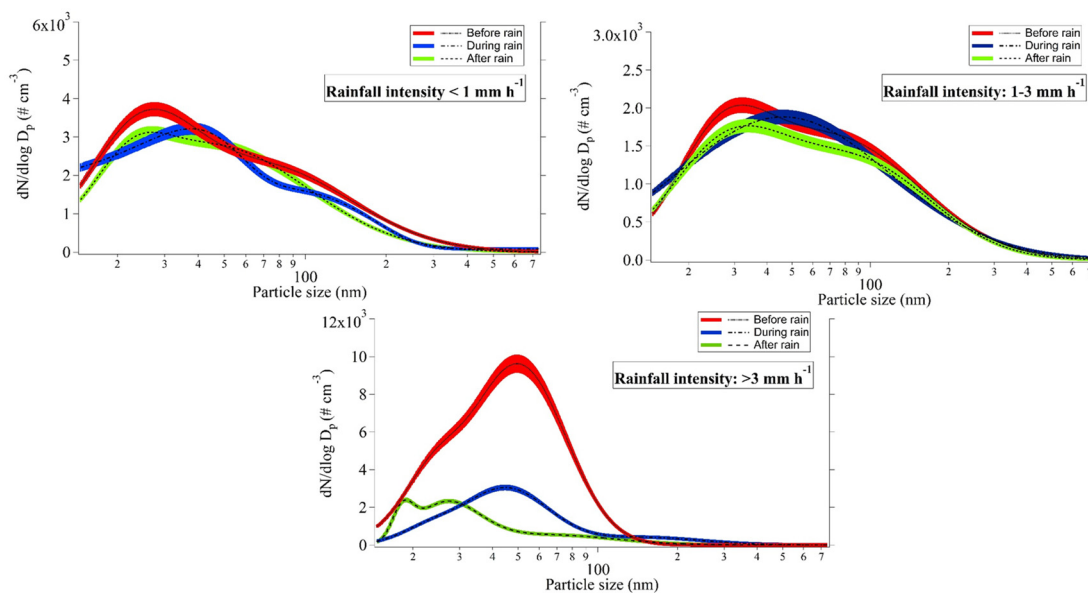 6x10³
5
4
3
2
1
0
dN/dlog Dₚ (# cm⁻³)
Before rain
During rain
After rain
Rainfall intensity < 1 mm h⁻¹
2 3 4 5 6 7 8 9 100 2 3 4 5 6 7
Particle size (nm)
3.0x10³
2.5
2.0
1.5
1.0
0.5
0.0
dN/dlog Dₚ (# cm⁻³)
Before rain
During rain
After rain
Rainfall intensity: 1-3 mm h⁻¹
2 3 4 5 6 7 8 9 100 2 3 4 5 6
Particle size (nm)
12x10³
10
8
6
4
2
0
dN/dlog Dₚ (# cm⁻³)
Before rain
During rain
After rain
Rainfall intensity: >3 mm h⁻¹
2 3 4 5 6 7 8 9 100 2 3 4 5 6 7
Particle size (nm)